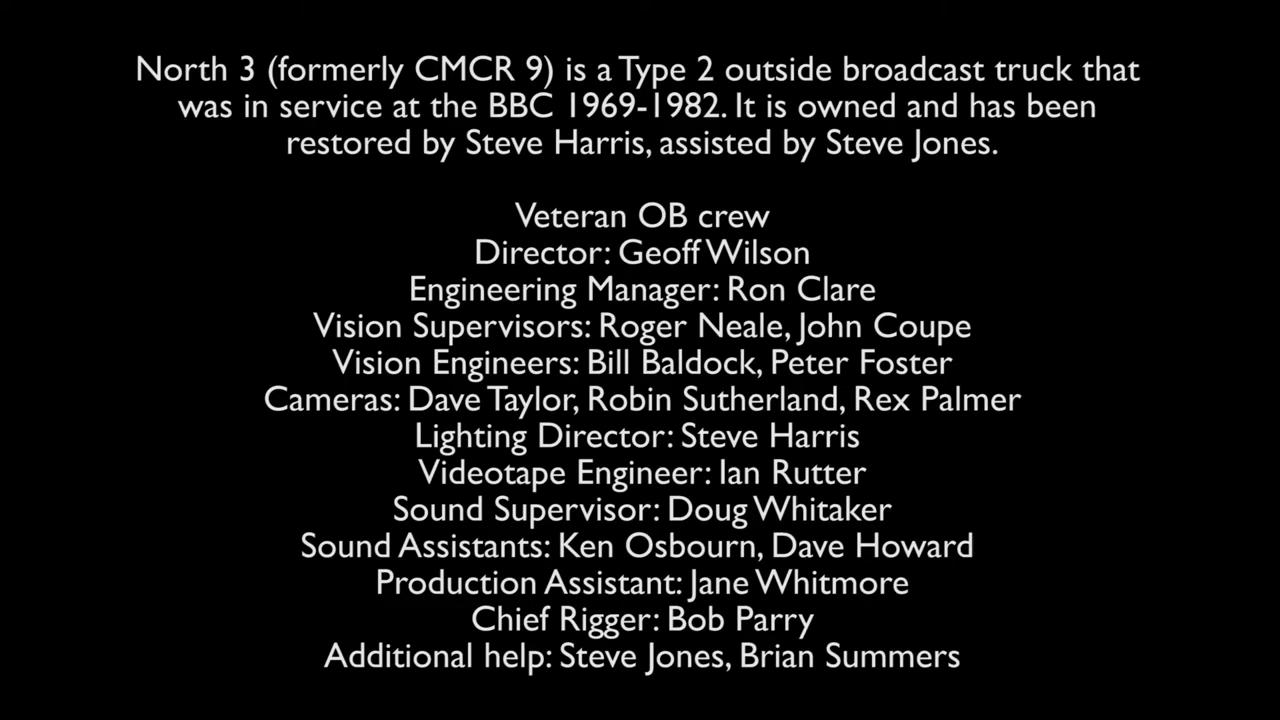 North 3 (formerly CMCR 9) is a Type 2 outside broadcast truck that
was in service at the BBC 1969-1982. It is owned and has been
restored by Steve Harris, assisted by Steve Jones.
Veteran OB crew
Director: Geoff Wilson
Engineering Manager: Ron Clare
Vision Supervisors: Roger Neale, John Coupe
Vision Engineers: Bill Baldock, Peter Foster
Cameras: Dave Taylor, Robin Sutherland, Rex Palmer
Lighting Director: Steve Harris
Videotape Engineer: Ian Rutter
Sound Supervisor: Doug Whitaker
Sound Assistants: Ken Osbourn, Dave Howard
Production Assistant: Jane Whitmore
Chief Rigger: Bob Parry
Additional help: Steve Jones, Brian Summers